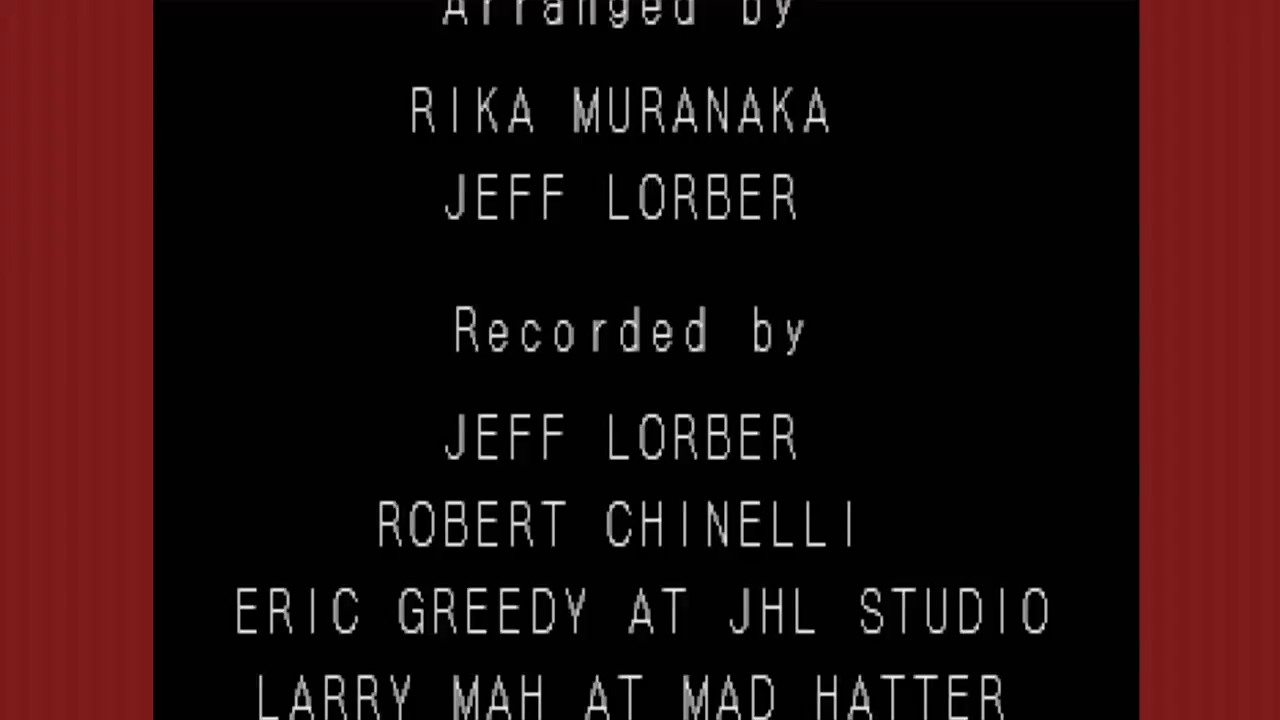 Arranged by
RIKA MURANAKA
JEFF LORBER
Recorded by
JEFF LORBER
ROBERT CHINELLI
ERIC GREEDY AT JHL STUDIO
LARRY MAH AT MAD HATTER